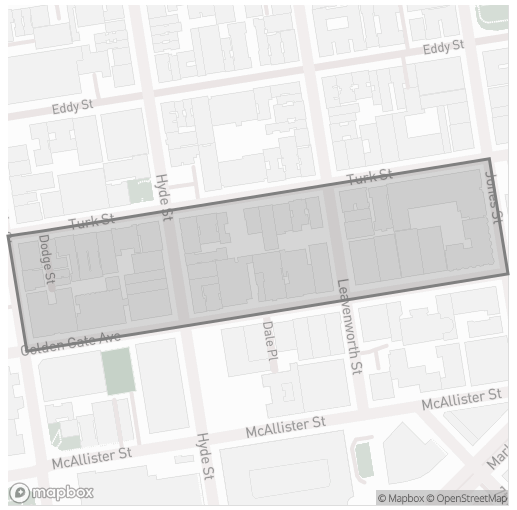 Eddy St
Eddy St
Hyde St
Turk St
Turk St
Jones St
Dodge St
Leavenworth St
Golden Gate Ave
Dale Pl
McAllister St
McAllister St
McAllister St
Hyde St
mapbox
© Mapbox © OpenStreetMap